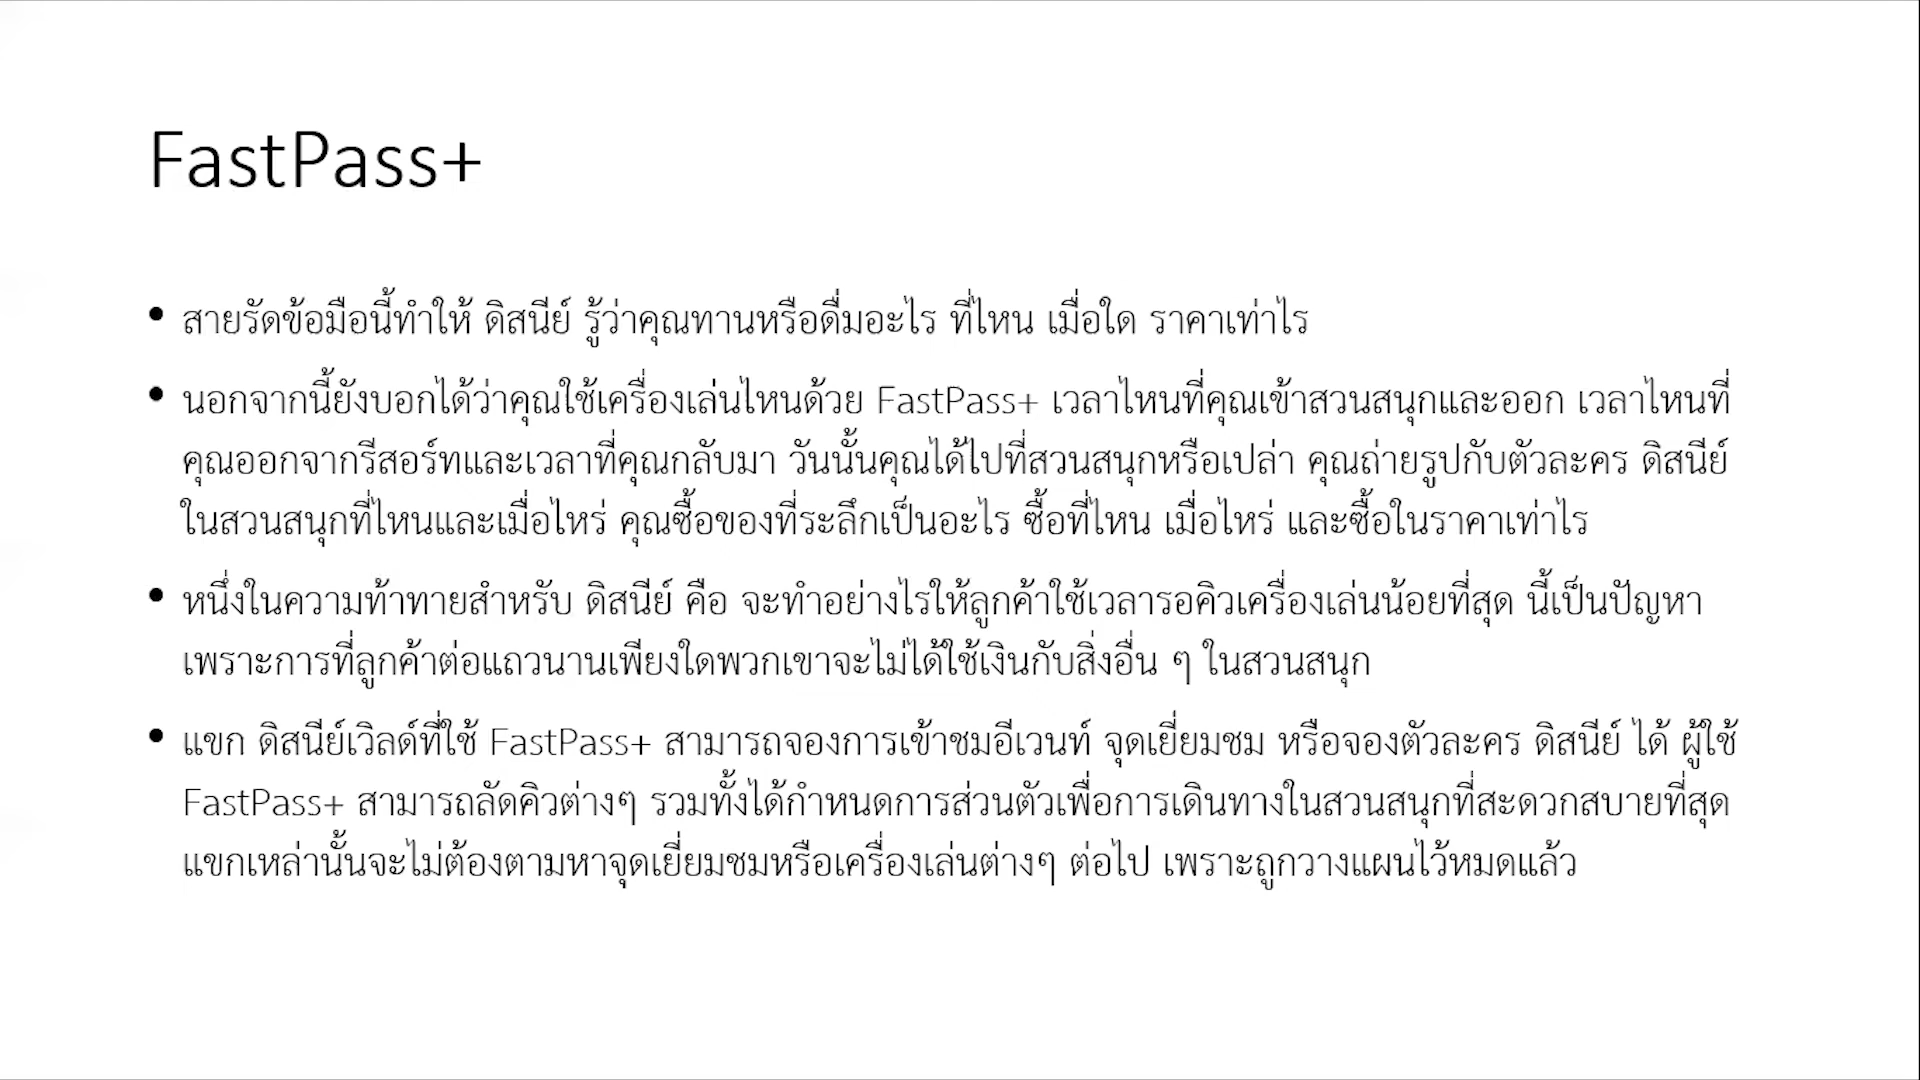 FastPass+
• สายรัดข้อมือนี้ทำให้ ดิสนีย์ รู้ว่าคุณทานหรือดื่มอะไร ที่ไหน เมื่อใด ราคาเท่าไร
• นอกจากนี้ยังบอกได้ว่าคุณใช้เครื่องเล่นไหนด้วย FastPass+ เวลาไหนที่คุณเข้าสวนสนุกและออก เวลาไหนที่
คุณออกจากรีสอร์ทและเวลาที่คุณกลับมา วันนั้นคุณได้ไปที่สวนสนุกหรือเปล่า คุณถ่ายรูปกับตัวละคร ดิสนีย์
ในสวนสนุกที่ไหนและเมื่อไหร่ คุณซื้อของที่ระลึกเป็นอะไร ซื้อที่ไหน เมื่อไหร่ และซื้อในราคาเท่าไร
• หนึ่งในความท้าทายสำหรับ ดิสนีย์ คือ จะทำอย่างไรให้ลูกค้าใช้เวลารอคิวเครื่องเล่นน้อยที่สุด นี้เป็นปัญหา
เพราะการที่ลูกค้าต่อแถวนานเพียงใดพวกเขาจะไม่ได้ใช้เงินกับสิ่งอื่น ๆ ในสวนสนุก
• แขก ดิสนีย์เวิลด์ที่ใช้ FastPass+ สามารถจองการเข้าชมอีเวนท์ จุดเยี่ยมชม หรือจองตัวละคร ดิสนีย์ ได้ ผู้ใช้
FastPass+ สามารถลัดคิวต่างๆ รวมทั้งได้กำหนดการส่วนตัวเพื่อการเดินทางในสวนสนุกที่สะดวกสบายที่สุด
แขกเหล่านั้นจะไม่ต้องตามหาจุดเยี่ยมชมหรือเครื่องเล่นต่างๆ ต่อไป เพราะถูกวางแผนไว้หมดแล้ว